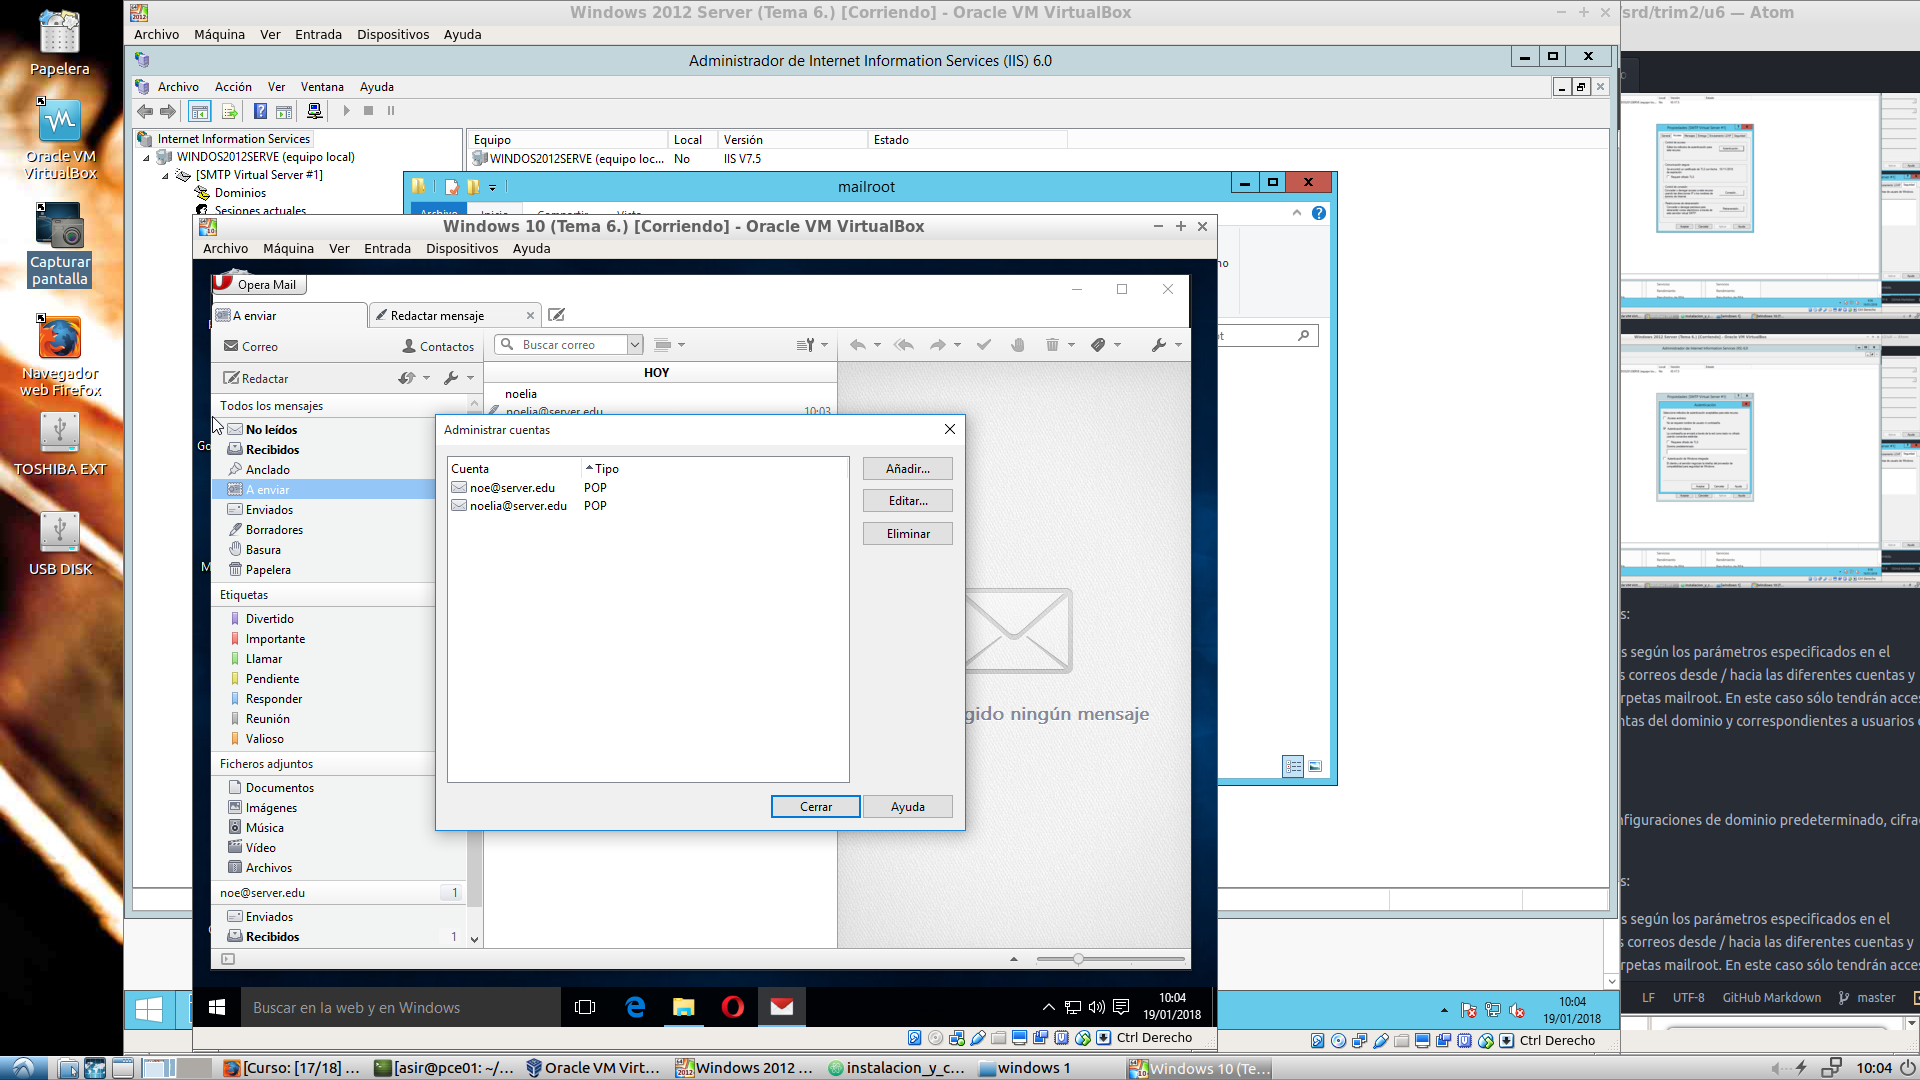 Papelera
Oracle VM
VirtualBox
Capturar
pantalla
Navegador
web Firefox
TOSHIBA EXT
USB DISK
Windows 2012 Server (Tema 6.) [Corriendo] - Oracle VM VirtualBox
Archivo Máquina Ver Entrada Dispositivos Ayuda
Administrador de Internet Information Services (IIS) 6.0
Archivo Acción Ver Ventana Ayuda
Internet Information Services
WINDOS2012SERVE (equipo local)
[SMTP Virtual Server #1]
Dominios
Sesiones actuales
Equipo Local Versión Estado
WINDOS2012SERVE (equipo loc... No IIS V7.5
mailroot
Windows 10 (Tema 6.) [Corriendo] - Oracle VM VirtualBox
Archivo Máquina Ver Entrada Dispositivos Ayuda
Opera Mail
A enviar
Redactar mensaje
Correo
Contactos
Buscar correo
Redactar
HOY
noelia
noelia@server.edu 10:03
Todos los mensajes
No leídos
Recibidos
Anclado
A enviar
Enviados
Borradores
Basura
Papelera
Etiquetas
Divertido
Importante
Llamar
Pendiente
Responder
Reunión
Valioso
Ficheros adjuntos
Documentos
Imágenes
Música
Vídeo
Archivos
noe@server.edu 1
Enviados
Recibidos 1
Administrar cuentas
Cuenta Tipo
noe@server.edu POP
noelia@server.edu POP
Añadir...
Editar...
Eliminar
Cerrar
Ayuda
gido ningún mensaje
Buscar en la web y en Windows
10:04
19/01/2018
Ctrl Derecho
10:04
19/01/2018
Ctrl Derecho
srd/trim2/u6 — Atom
s:
s según los parámetros especificados en el
s correos desde / hacia las diferentes cuentas y
rpetas mailroot. En este caso sólo tendrán acces
ntas del dominio y correspondientes a usuarios
nfiguraciones de dominio predeterminado, cifra
s:
s según los parámetros especificados en el
s correos desde / hacia las diferentes cuentas y
rpetas mailroot. En este caso sólo tendrán acces
LF UTF-8 GitHub Markdown master
[Curso: [17/18] ...
[asir@pce01: ~/...
Oracle VM Virt...
Windows 2012 ...
instalacion_y_c...
windows 1
Windows 10 (Te...
10:04